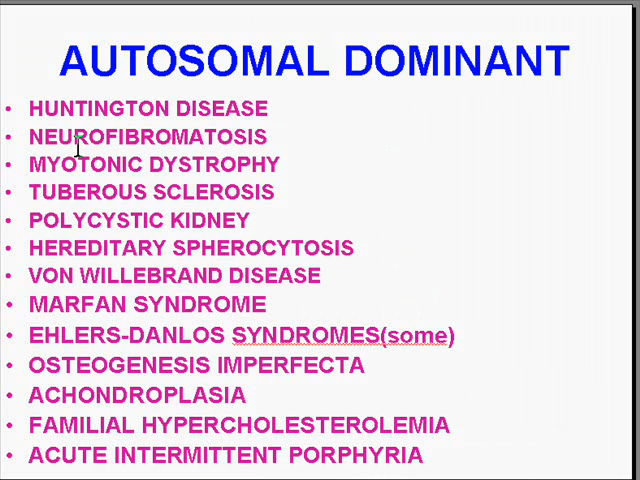 AUTOSOMAL DOMINANT
• HUNTINGTON DISEASE
• NEUROFIBROMATOSIS
• MYOTONIC DYSTROPHY
• TUBEROUS SCLEROSIS
• POLYCYSTIC KIDNEY
• HEREDITARY SPHEROCYTOSIS
• VON WILLEBRAND DISEASE
• MARFAN SYNDROME
• EHLERS-DANLOS SYNDROMES(some)
• OSTEOGENESIS IMPERFECTA
• ACHONDROPLASIA
• FAMILIAL HYPERCHOLESTEROLEMIA
• ACUTE INTERMITTENT PORPHYRIA